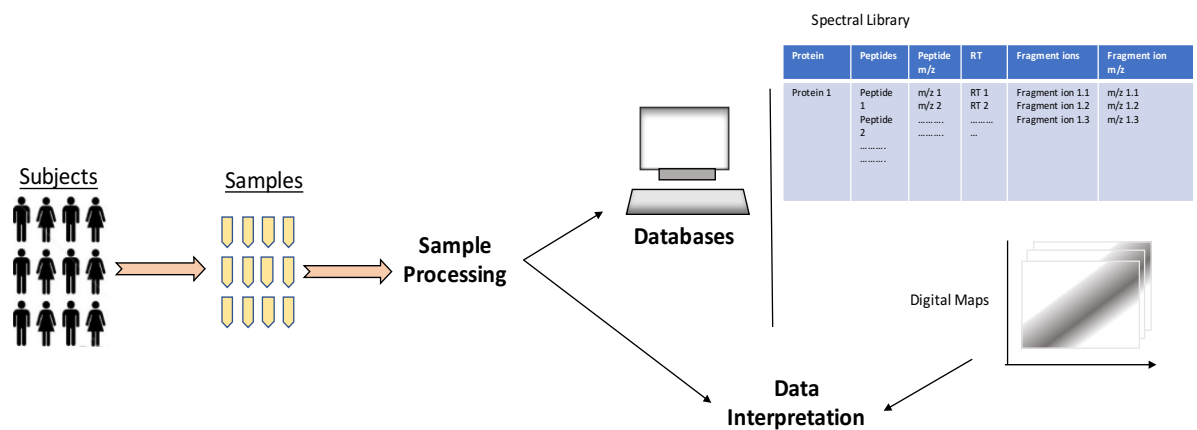 Spectral Library
Protein Peptides Peptide RT Fragment ions Fragment ion
m/z m/z
Protein 1 Peptide m/z 1 RT 1 Fragment ion 1.1 m/z 1.1
1 m/z 2 RT 2 Fragment ion 1.2 m/z 1.2
Peptide ………. ……… Fragment ion 1.3 m/z 1.3
2 ………. …
……….
……….
Subjects
Samples
Sample
Processing
Databases
Digital Maps
Data
Interpretation